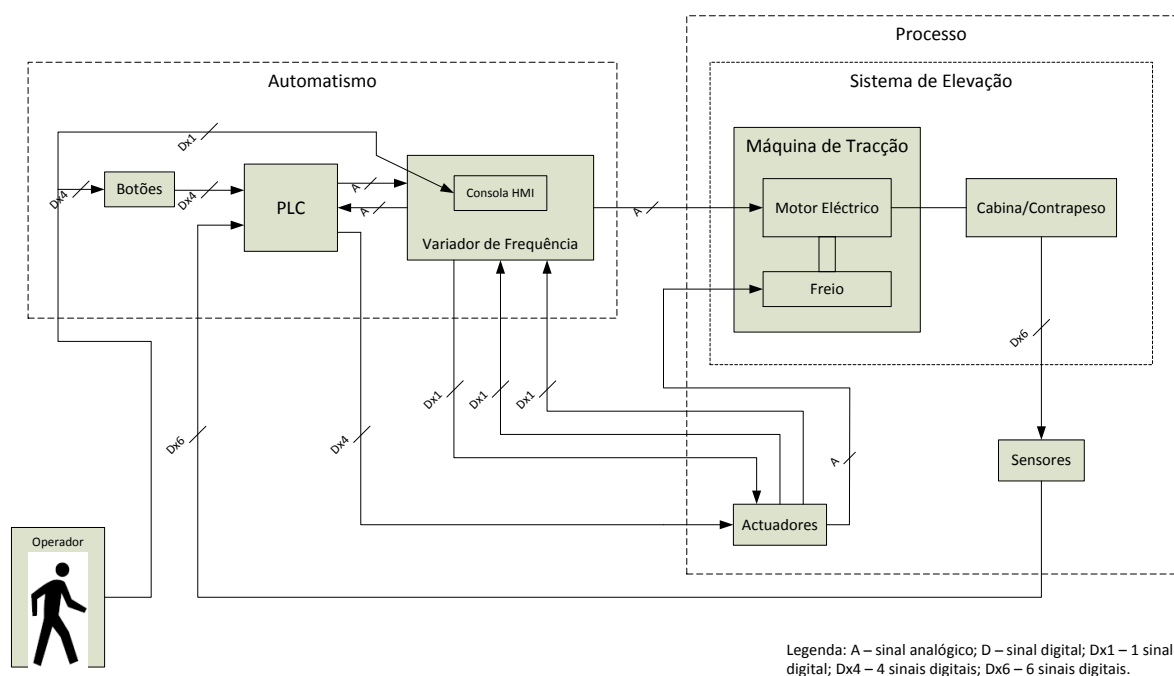 Processo
Sistema de Elevação
Automatismo
Máquina de Tracção
Dx1
Botões
Dx4
Dx4
PLC
A
A
Consola HMI
Variador de Frequência
A
Motor Eléctrico
Cabina/Contrapeso
Freio
Dx6
Dx6
Dx4
Dx1
Dx1
Dx1
A
Sensores
Actuadores
Operador
Legenda: A – sinal analógico; D – sinal digital; Dx1 – 1 sinal
digital; Dx4 – 4 sinais digitais; Dx6 – 6 sinais digitais.